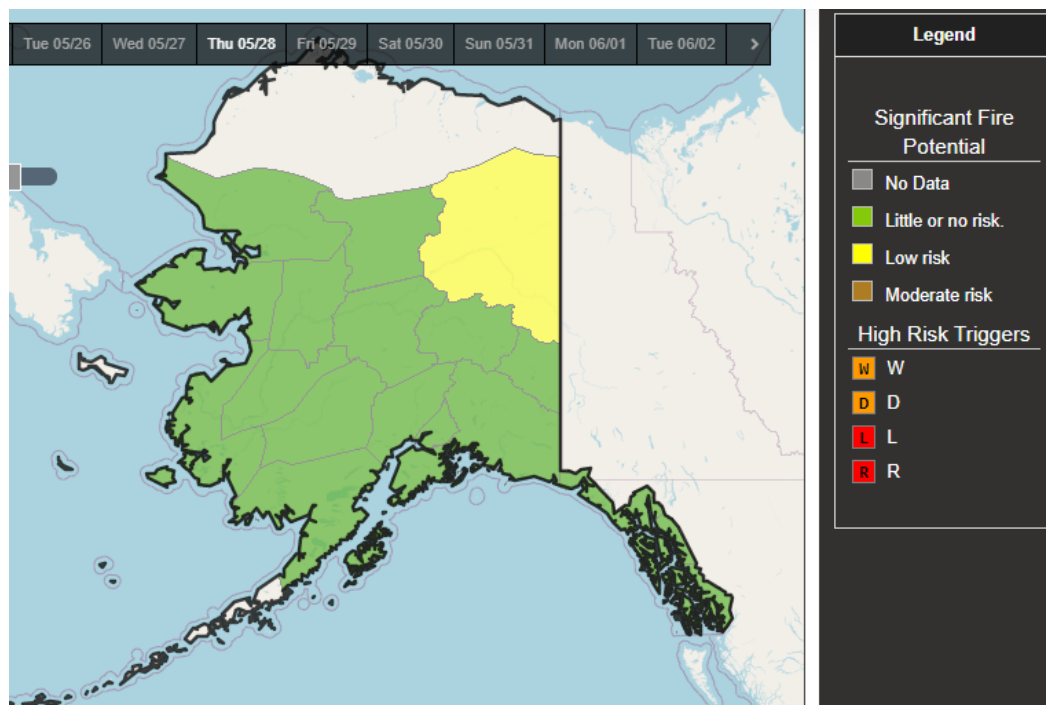 Tue 05/26 Wed 05/27 Thu 05/28 Fri 05/29 Sat 05/30 Sun 05/31 Mon 06/01 Tue 06/02 >
Legend
Significant Fire
Potential
No Data
Little or no risk.
Low risk
Moderate risk
High Risk Triggers
W W
D D
L L
R R